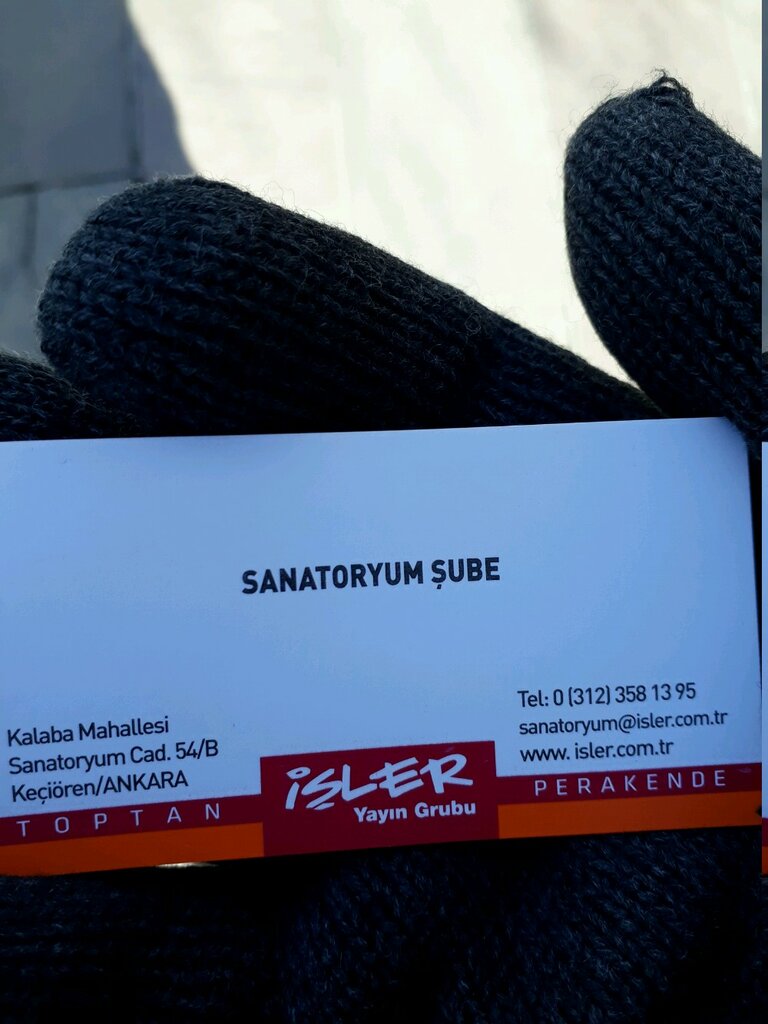 SANATORYUM ŞUBE
Kalaba Mahallesi
Sanatoryum Cad. 54/B
Keçiören/ANKARA
Tel: 0 (312) 358 13 95
sanatoryum@isler.com.tr
www. isler.com.tr
TOPTAN
İŞLER
Yayın Grubu
PERAKENDE